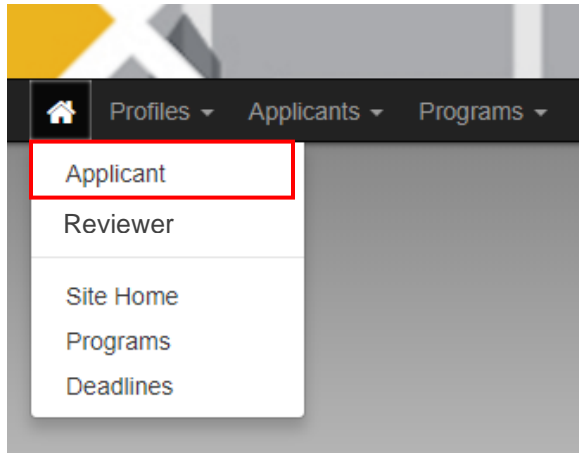 Profiles Applicants Programs
Applicant
Reviewer
Site Home
Programs
Deadlines